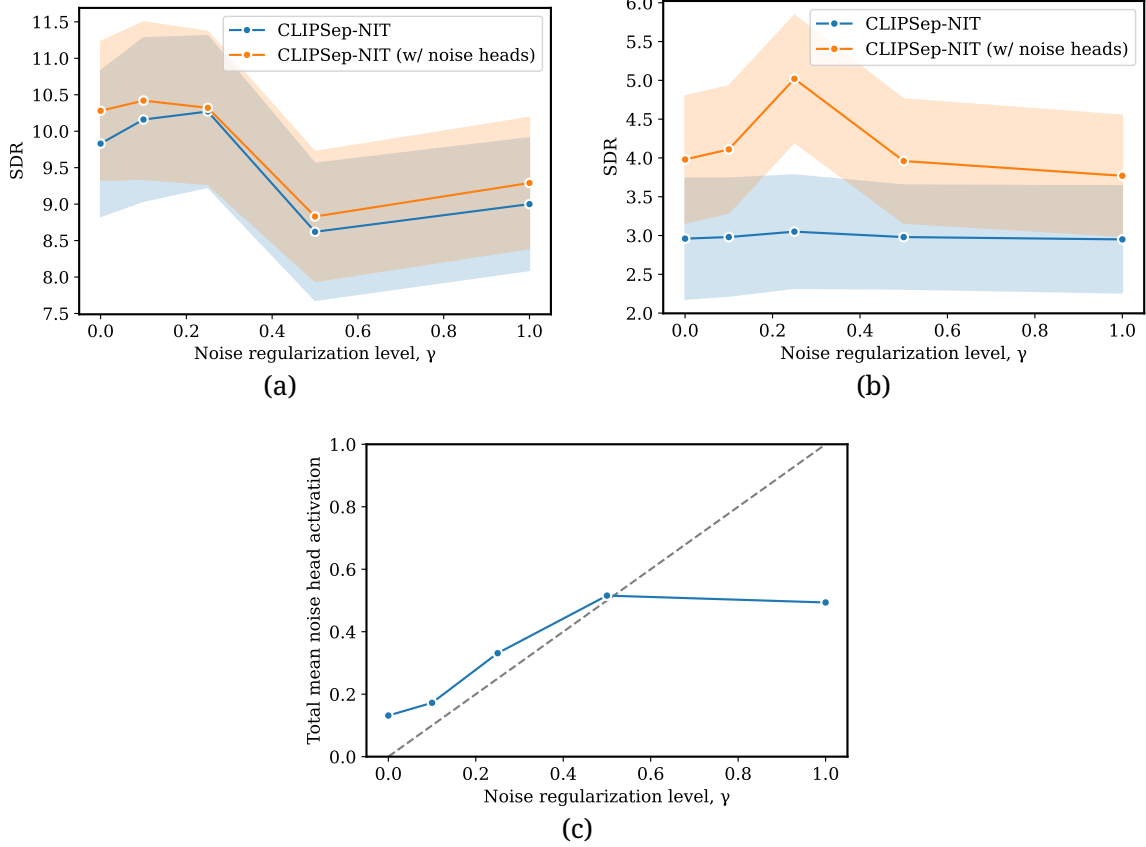 CLIPSep-NIT
CLIPSep-NIT (w/ noise heads)
SDR
11.5
11.0
10.5
10.0
9.5
9.0
8.5
8.0
7.5
0.0 0.2 0.4 0.6 0.8 1.0
Noise regularization level, γ
(a)
CLIPSep-NIT
CLIPSep-NIT (w/ noise heads)
SDR
6.0
5.5
5.0
4.5
4.0
3.5
3.0
2.5
2.0
0.0 0.2 0.4 0.6 0.8 1.0
Noise regularization level, γ
(b)
Total mean noise head activation
1.0
0.8
0.6
0.4
0.2
0.0
0.0 0.2 0.4 0.6 0.8 1.0
Noise regularization level, γ
(c)